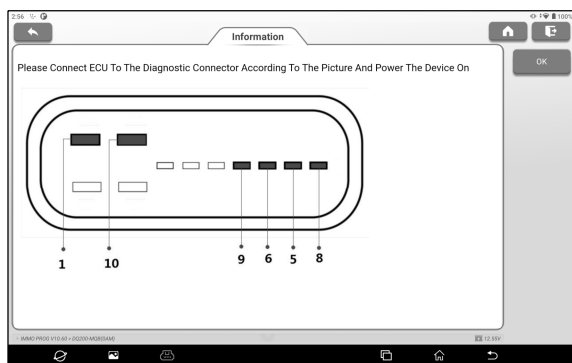 2:56
100%
Information
Please Connect ECU To The Diagnostic Connector According To The Picture And Power The Device On
OK
1
10
9
6
5
8
IMMO PROG V10.60 > DQ200-MQB(GAM)
12.55V